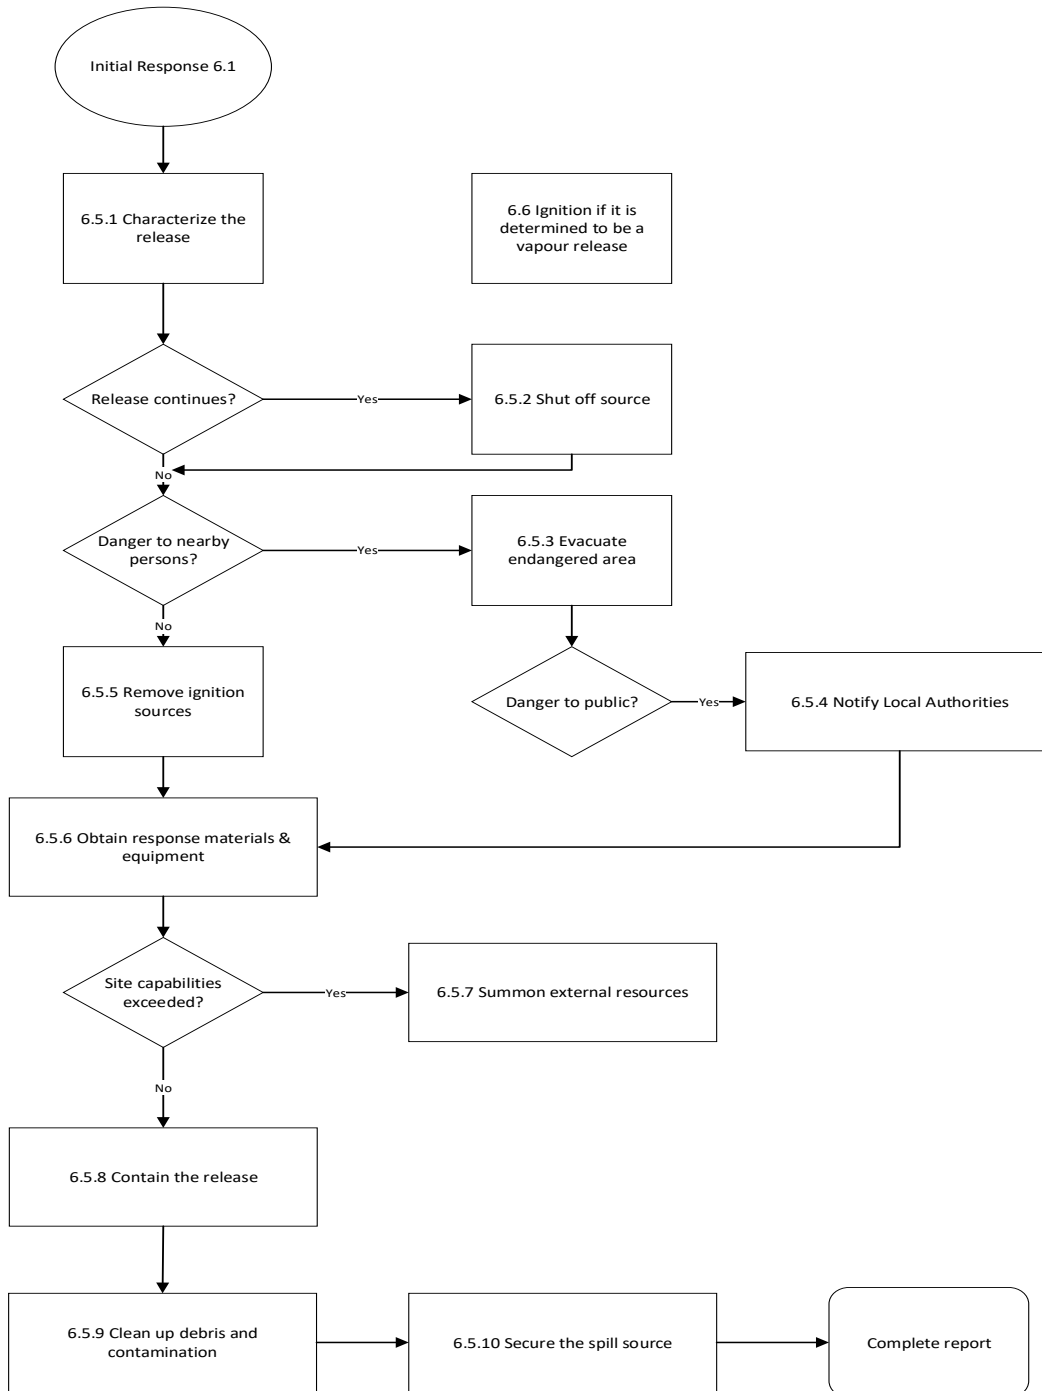 Initial Response 6.1
6.5.1 Characterize the
release
6.6 Ignition if it is
determined to be a
vapour release
Release continues?
Yes
6.5.2 Shut off source
No
Danger to nearby
persons?
Yes
6.5.3 Evacuate
endangered area
No
6.5.5 Remove ignition
sources
Danger to public?
Yes
6.5.4 Notify Local Authorities
6.5.6 Obtain response materials &
equipment
Site capabilities
exceeded?
Yes
6.5.7 Summon external resources
No
6.5.8 Contain the release
6.5.9 Clean up debris and
contamination
6.5.10 Secure the spill source
Complete report